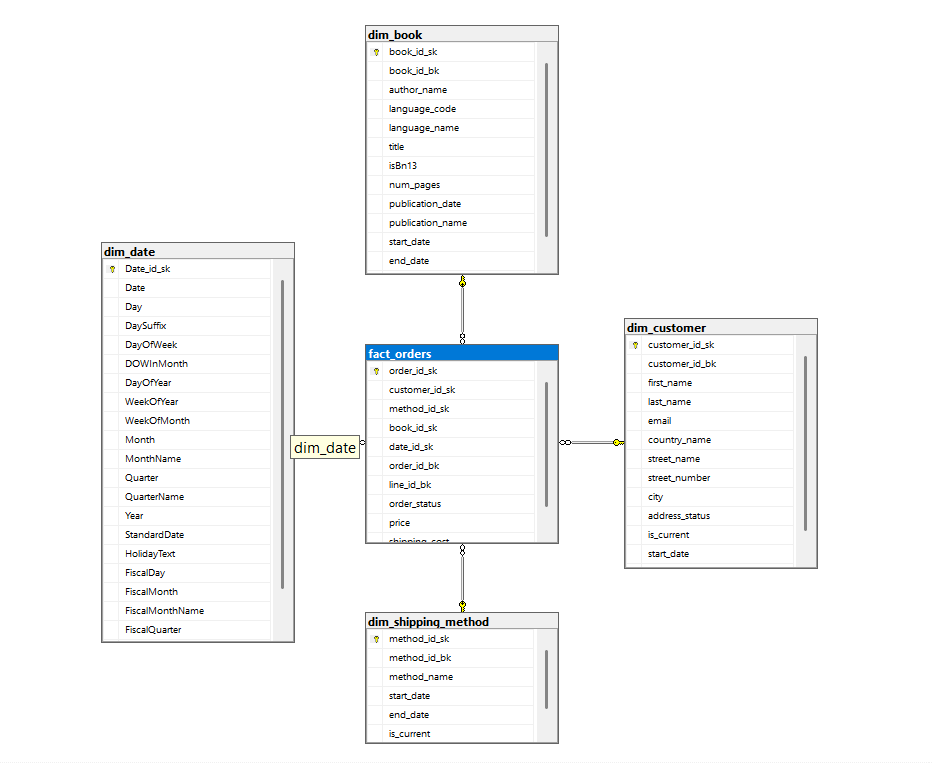 dim_book
book_id_sk
book_id_bk
author_name
language_code
language_name
title
isBn13
num_pages
publication_date
publication_name
start_date
end_date
dim_date
Date_id_sk
Date
Day
DaySuffix
DayOfWeek
DOWInMonth
DayOfYear
WeekOfYear
WeekOfMonth
Month
MonthName
Quarter
QuarterName
Year
StandardDate
HolidayText
FiscalDay
FiscalMonth
FiscalMonthName
FiscalQuarter
dim_date
fact_orders
order_id_sk
customer_id_sk
method_id_sk
book_id_sk
date_id_sk
order_id_bk
line_id_bk
order_status
price
shipping_cost
dim_customer
customer_id_sk
customer_id_bk
first_name
last_name
email
country_name
street_name
street_number
city
address_status
is_current
start_date
dim_shipping_method
method_id_sk
method_id_bk
method_name
start_date
end_date
is_current